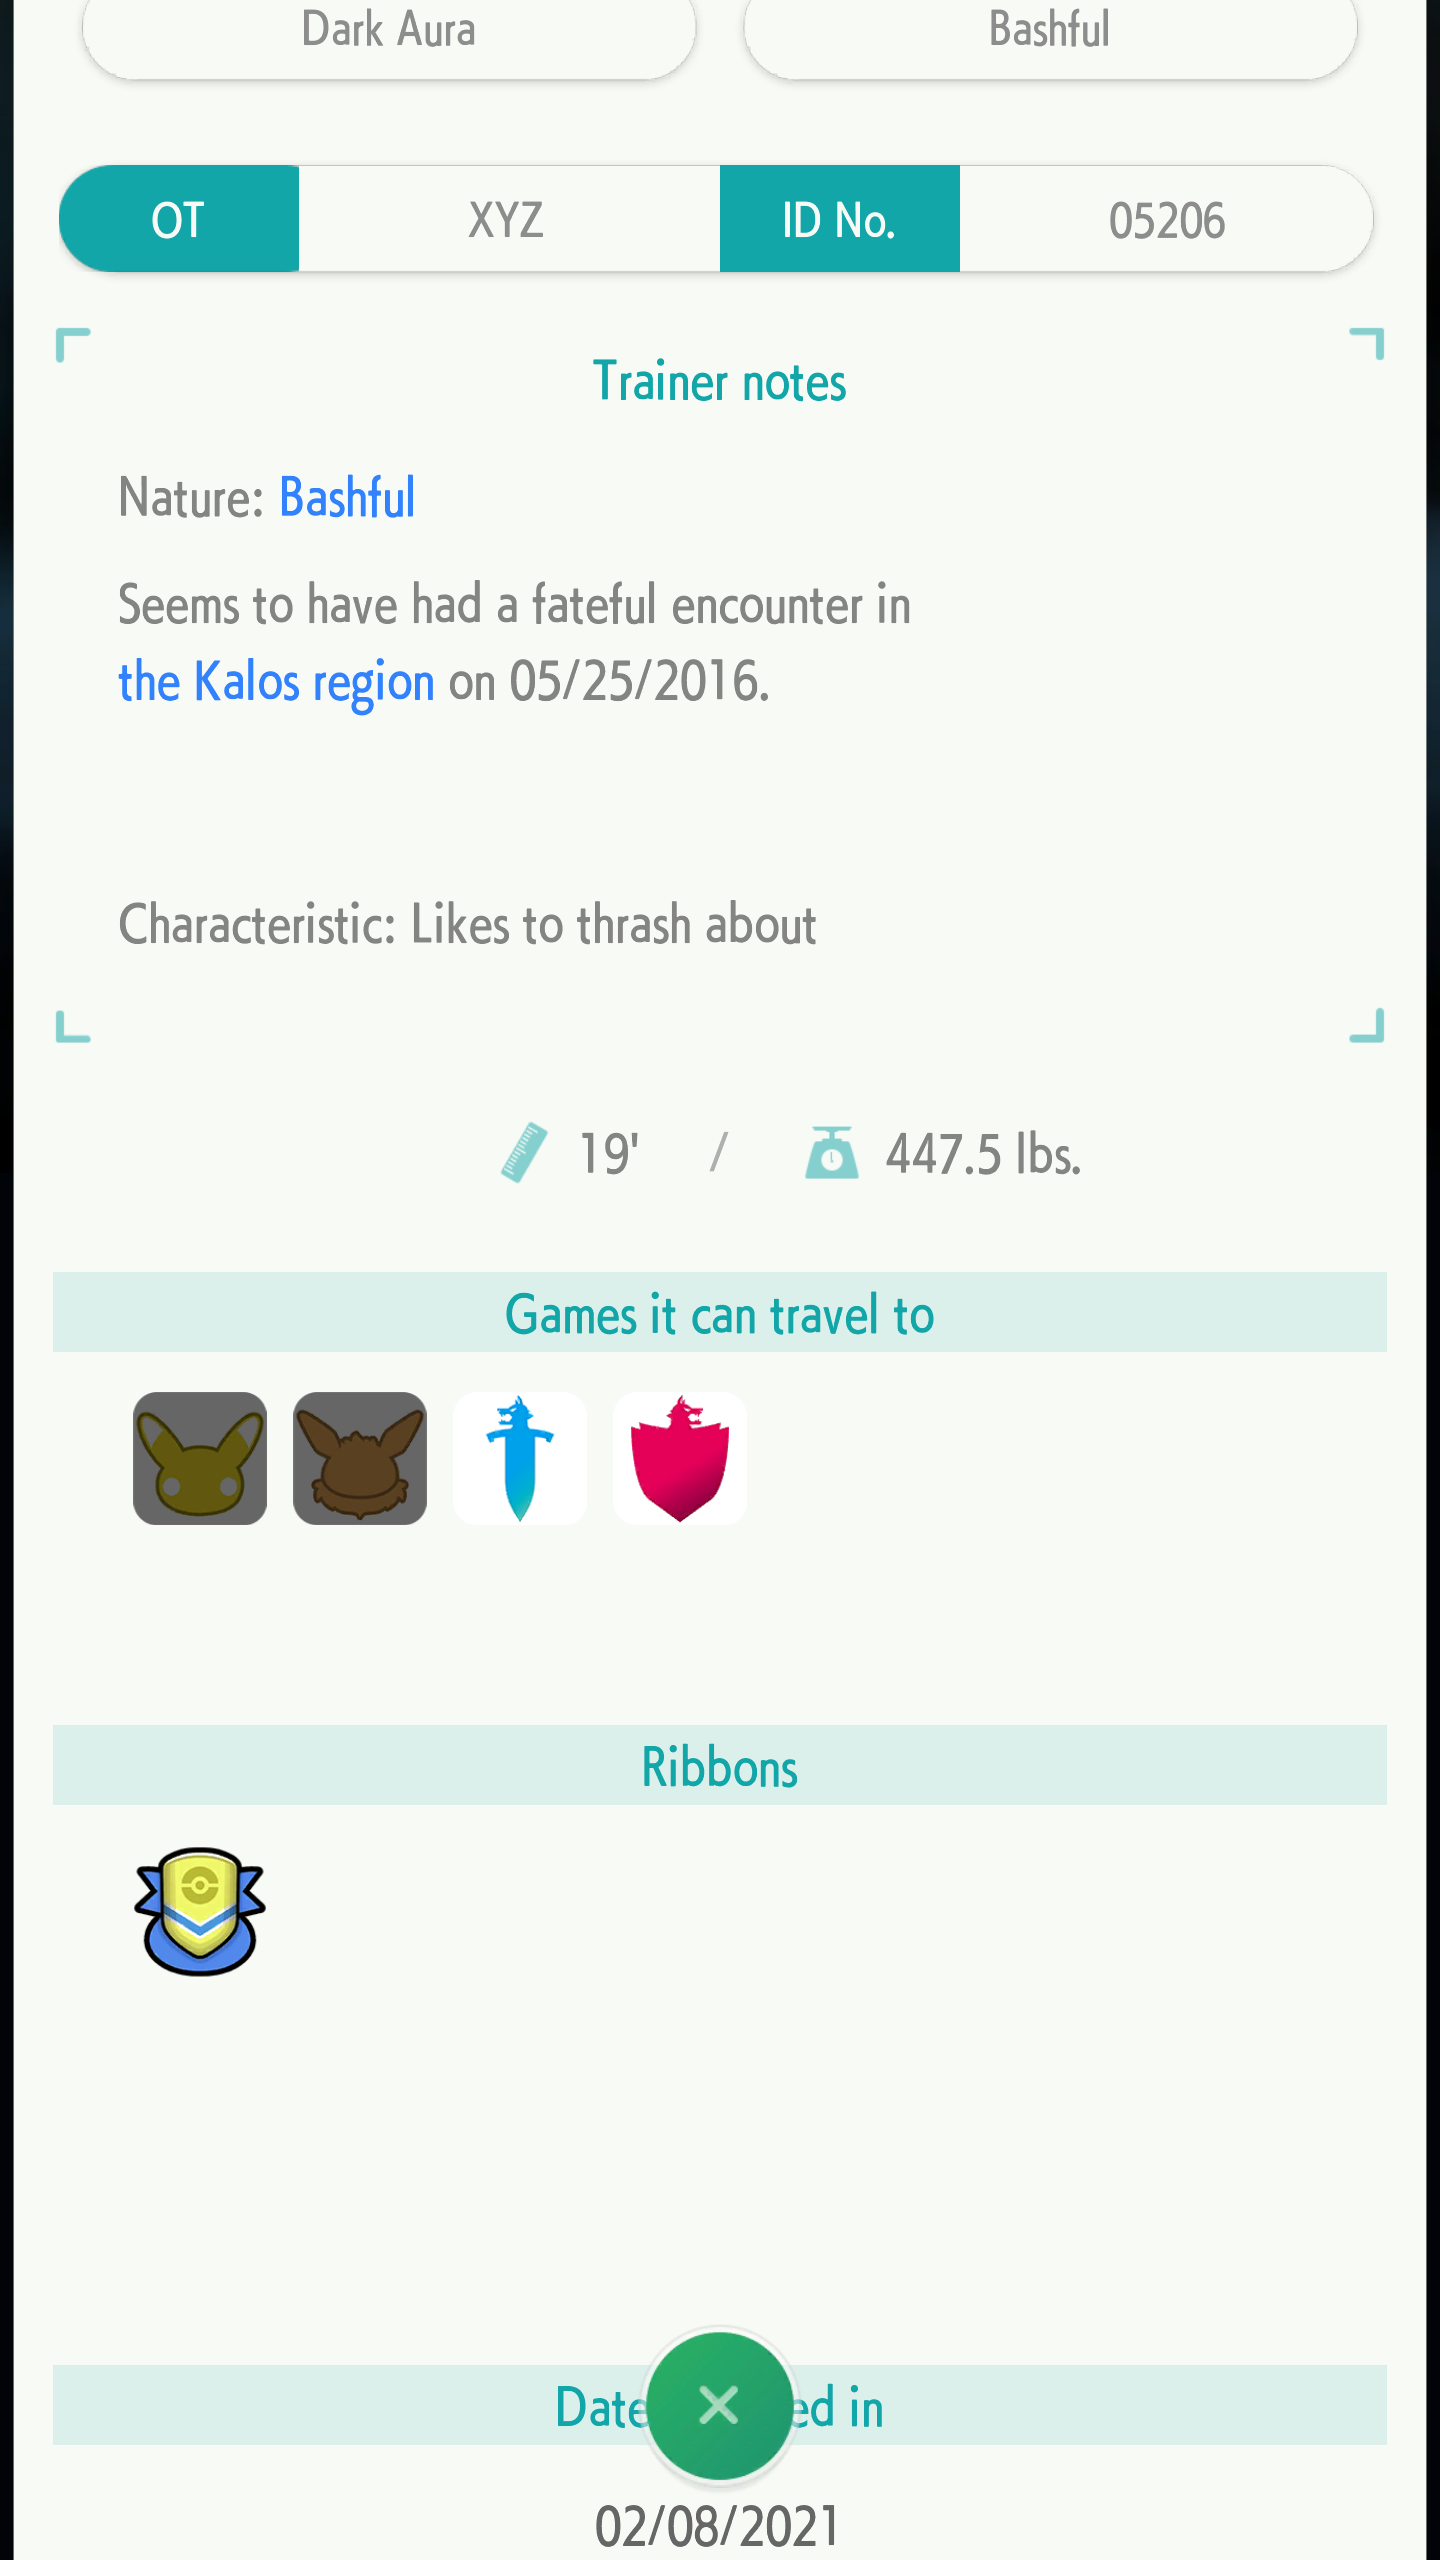 Dark Aura
Bashful
OT XYZ ID No. 05206
Trainer notes
Nature: Bashful
Seems to have had a fateful encounter in
the Kalos region on 05/25/2016.
Characteristic: Likes to thrash about
19' / 447.5 lbs.
Games it can travel to
Ribbons
Date in
02/08/2021